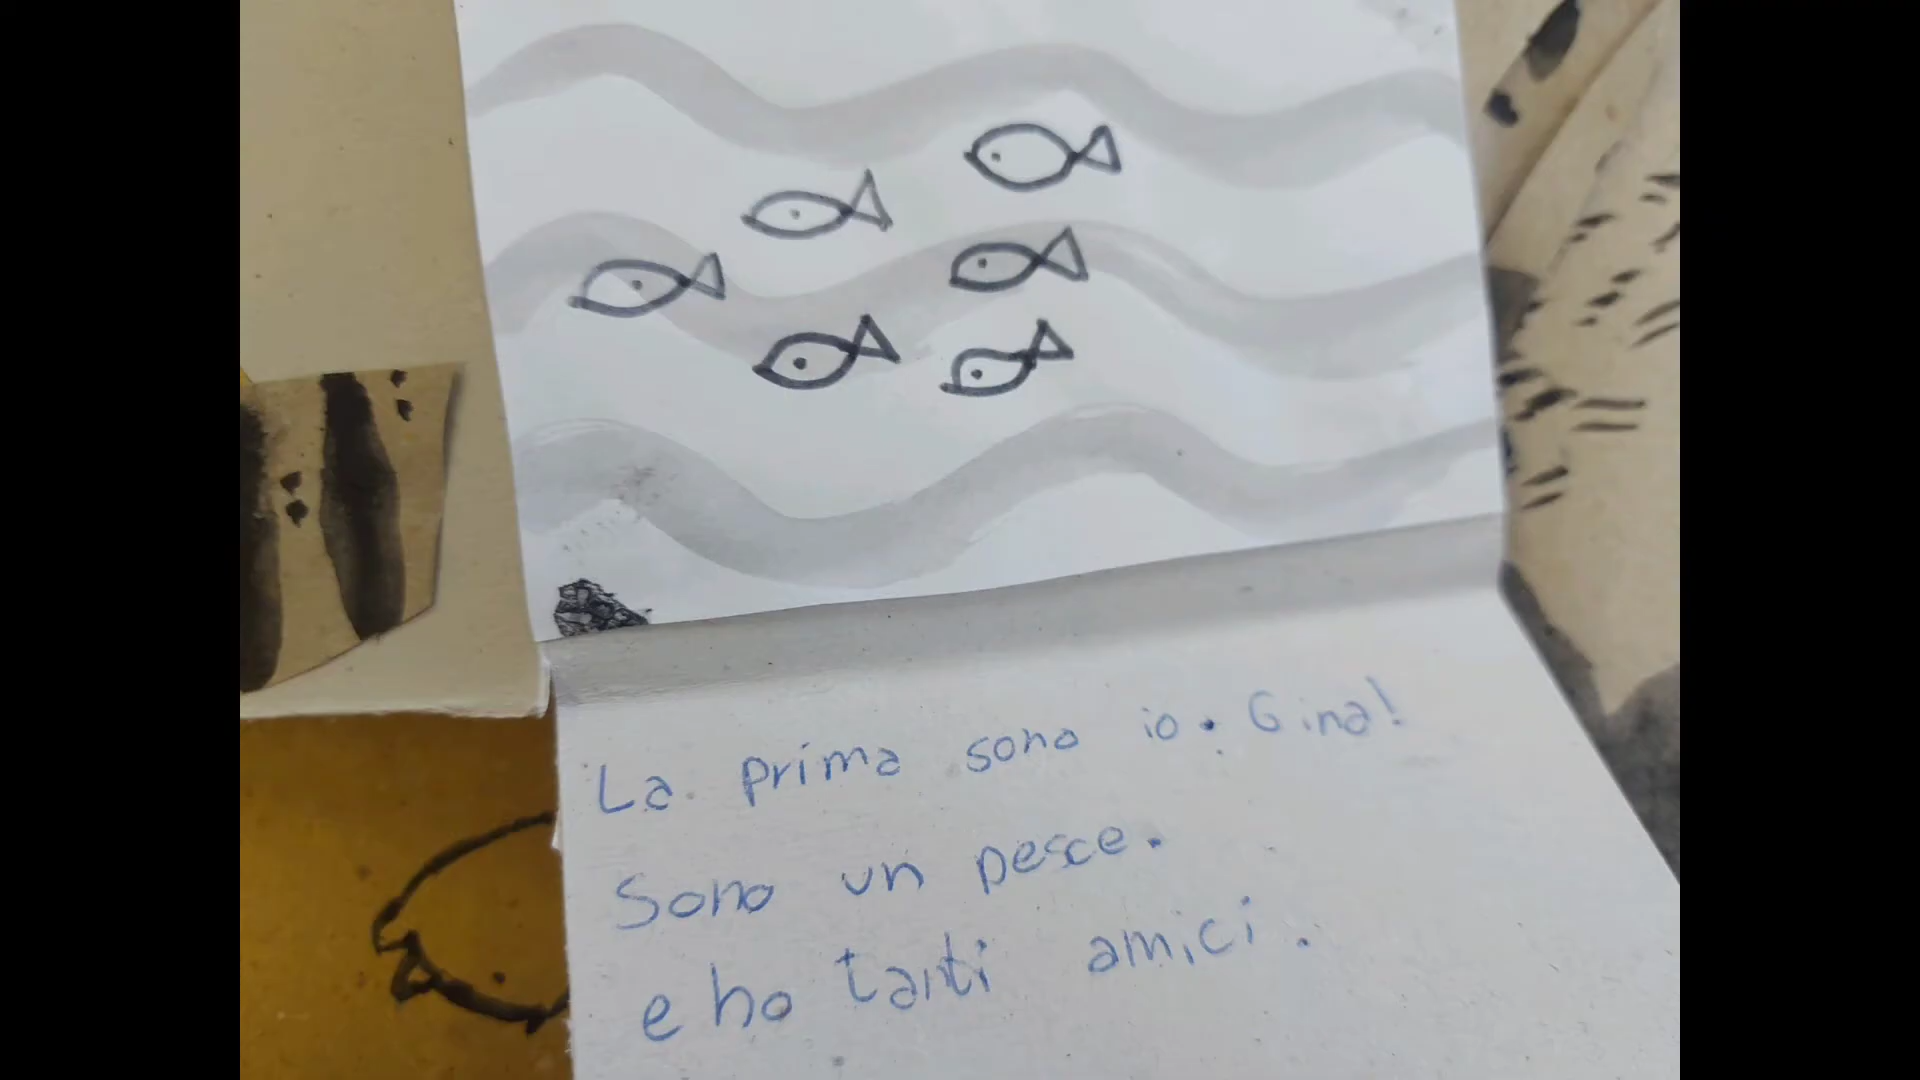 La prima sono io. Gina!
Sono un pesce.
e ho tanti amici.